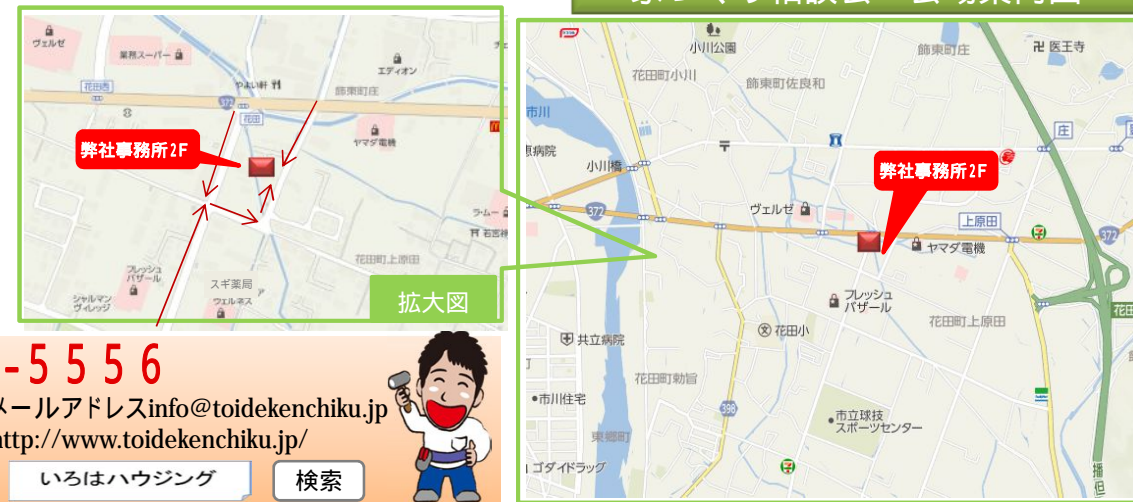 ヴェルゼ
業務スーパー
エディオン
花田西
やよい軒
372
花田
飾東町庄
弊社事務所2F
ヤマダ電機
ラ・ムー
花田町上原田
フレッシュ
バザール
スギ薬局
シャルマン
ヴィレッジ
ウェルネス
拡大図
小川公園
飾東町庄
医王寺
花田町小川
飾東町佐良和
市川
庄
小川橋
弊社事務所2F
372
ヴェルゼ
上原田
372
ヤマダ電機
フレッシュ
バザール
花田町上原田
共立病院
花田小
花田町勅旨
市川住宅
398
市立球技
スポーツセンター
東郷町
ゴダイドラッグ
播但
-5556
メールアドレスinfo@toidekenchiku.jp
http://www.toidekenchiku.jp/
いろはハウジング
検索